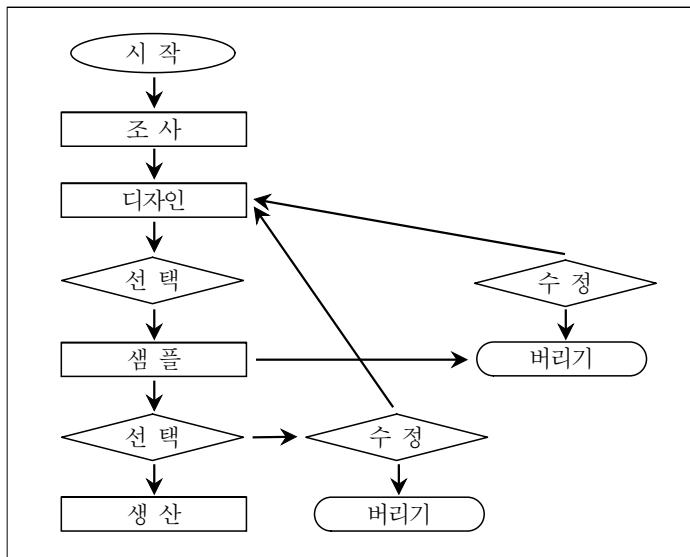 시 작
조 사
디자인
선 택
수 정
샘 플
버리기
선 택
수 정
생 산
버리기